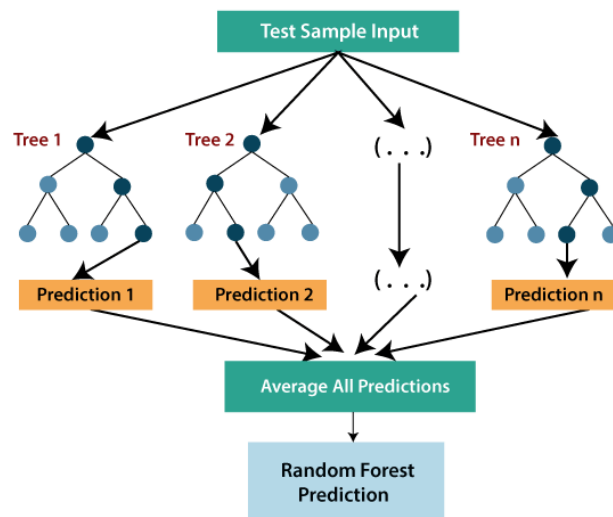 Test Sample Input
Tree 1
Tree 2
(...)
Tree n
(...)
Prediction 1
Prediction 2
Prediction n
Average All Predictions
Random Forest
Prediction